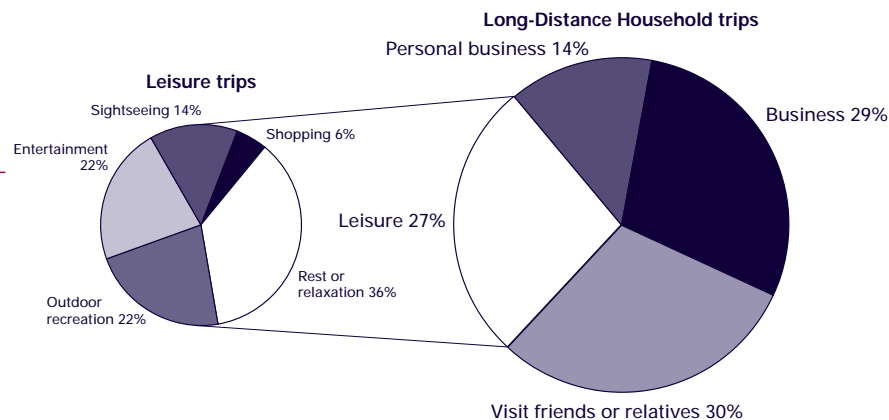 Long-Distance Household trips
Personal business 14%
Business 29%
Leisure 27%
Visit friends or relatives 30%
Leisure trips
Sightseeing 14%
Shopping 6%
Entertainment
22%
Rest or
relaxation 36%
Outdoor
recreation 22%